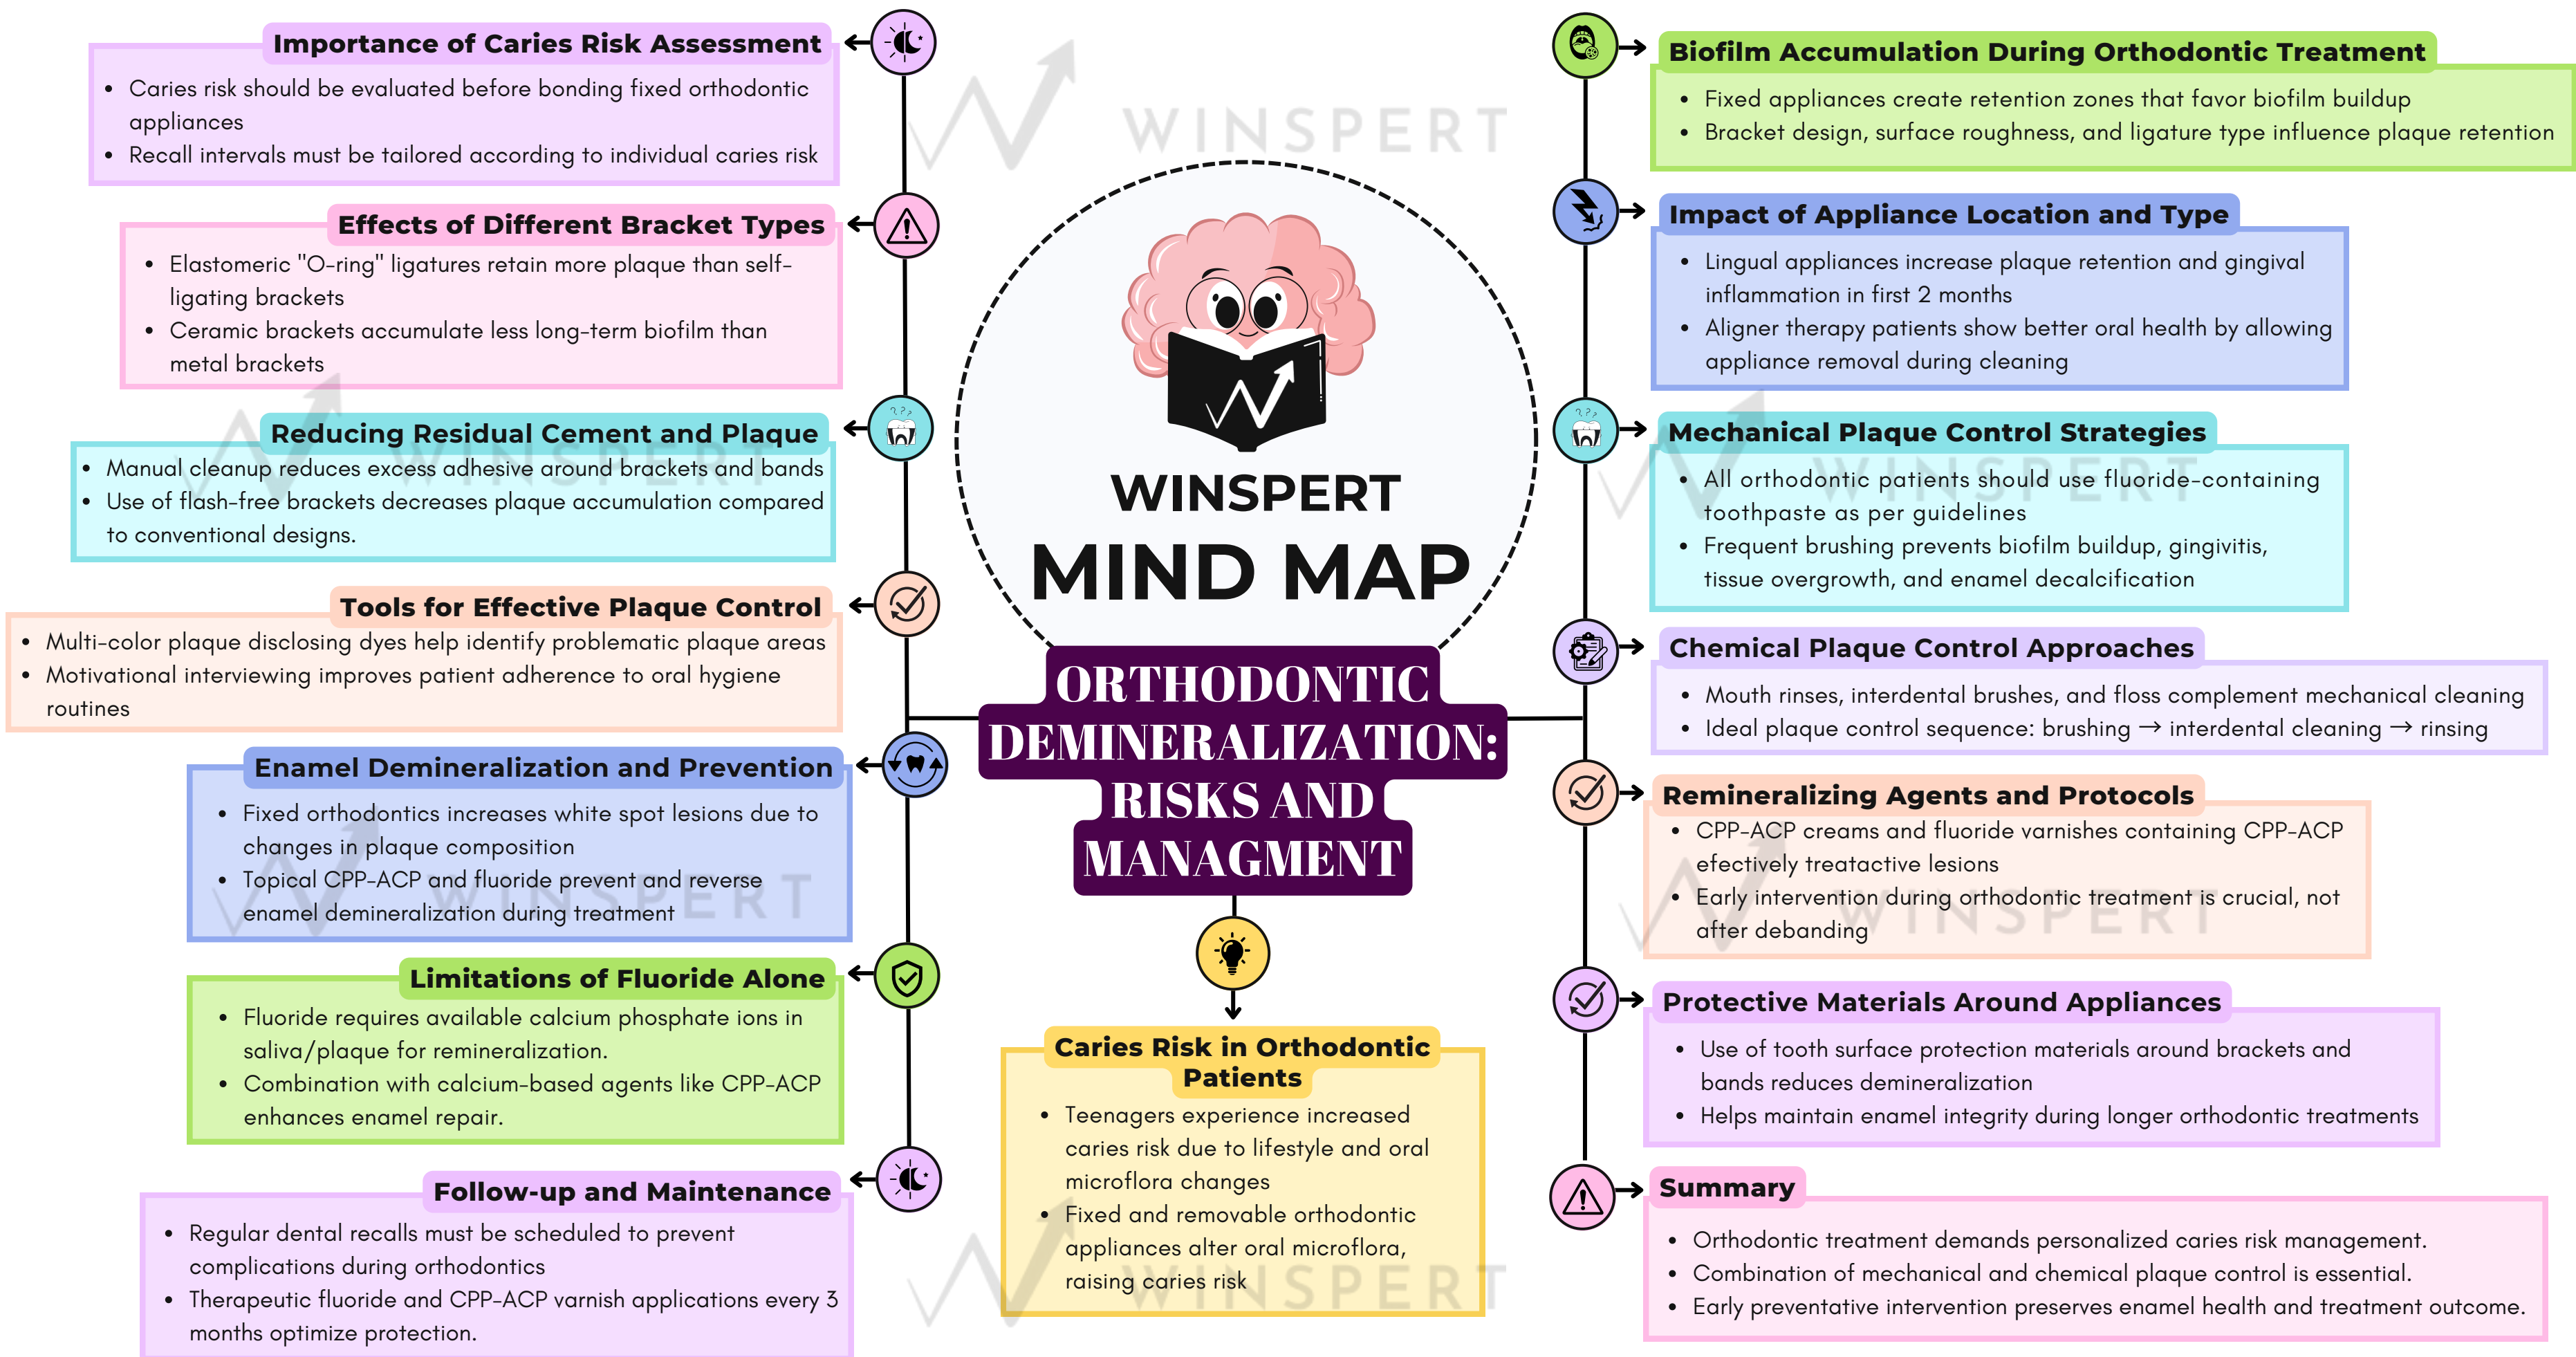 Importance of Caries Risk Assessment
• Caries risk should be evaluated before bonding fixed orthodontic
appliances
• Recall intervals must be tailored according to individual caries risk
Effects of Different Bracket Types
• Elastomeric "O-ring" ligatures retain more plaque than self-
ligating brackets
• Ceramic brackets accumulate less long-term biofilm than
metal brackets
Reducing Residual Cement and Plaque
• Manual cleanup reduces excess adhesive around brackets and bands
• Use of flash-free brackets decreases plaque accumulation compared
to conventional designs.
Tools for Effective Plaque Control
• Multi-color plaque disclosing dyes help identify problematic plaque areas
• Motivational interviewing improves patient adherence to oral hygiene
routines
Enamel Demineralization and Prevention
• Fixed orthodontics increases white spot lesions due to
changes in plaque composition
• Topical CPP-ACP and fluoride prevent and reverse
enamel demineralization during treatment
Limitations of Fluoride Alone
• Fluoride requires available calcium phosphate ions in
saliva/plaque for remineralization.
• Combination with calcium-based agents like CPP-ACP
enhances enamel repair.
Follow-up and Maintenance
• Regular dental recalls must be scheduled to prevent
complications during orthodontics
• Therapeutic fluoride and CPP-ACP varnish applications every 3
months optimize protection.
WINSPERT
WINSPERT
MIND MAP
ORTHODONTIC
DEMINERALIZATION:
RISKS AND
MANAGMENT
Caries Risk in Orthodontic
Patients
• Teenagers experience increased
caries risk due to lifestyle and oral
microflora changes
• Fixed and removable orthodontic
appliances alter oral microflora,
raising caries risk
Biofilm Accumulation During Orthodontic Treatment
• Fixed appliances create retention zones that favor biofilm buildup
• Bracket design, surface roughness, and ligature type influence plaque retention
Impact of Appliance Location and Type
• Lingual appliances increase plaque retention and gingival
inflammation in first 2 months
• Aligner therapy patients show better oral health by allowing
appliance removal during cleaning
Mechanical Plaque Control Strategies
• All orthodontic patients should use fluoride-containing
toothpaste as per guidelines
• Frequent brushing prevents biofilm buildup, gingivitis,
tissue overgrowth, and enamel decalcification
Chemical Plaque Control Approaches
• Mouth rinses, interdental brushes, and floss complement mechanical cleaning
• Ideal plaque control sequence: brushing → interdental cleaning → rinsing
Remineralizing Agents and Protocols
• CPP-ACP creams and fluoride varnishes containing CPP-ACP
efectively treatactive lesions
• Early intervention during orthodontic treatment is crucial, not
after debanding
Protective Materials Around Appliances
• Use of tooth surface protection materials around brackets and
bands reduces demineralization
• Helps maintain enamel integrity during longer orthodontic treatments
Summary
• Orthodontic treatment demands personalized caries risk management.
• Combination of mechanical and chemical plaque control is essential.
• Early preventative intervention preserves enamel health and treatment outcome.
WINSPERT
WINSPERT
WINSPERT
WINSPERT
WINSPERT